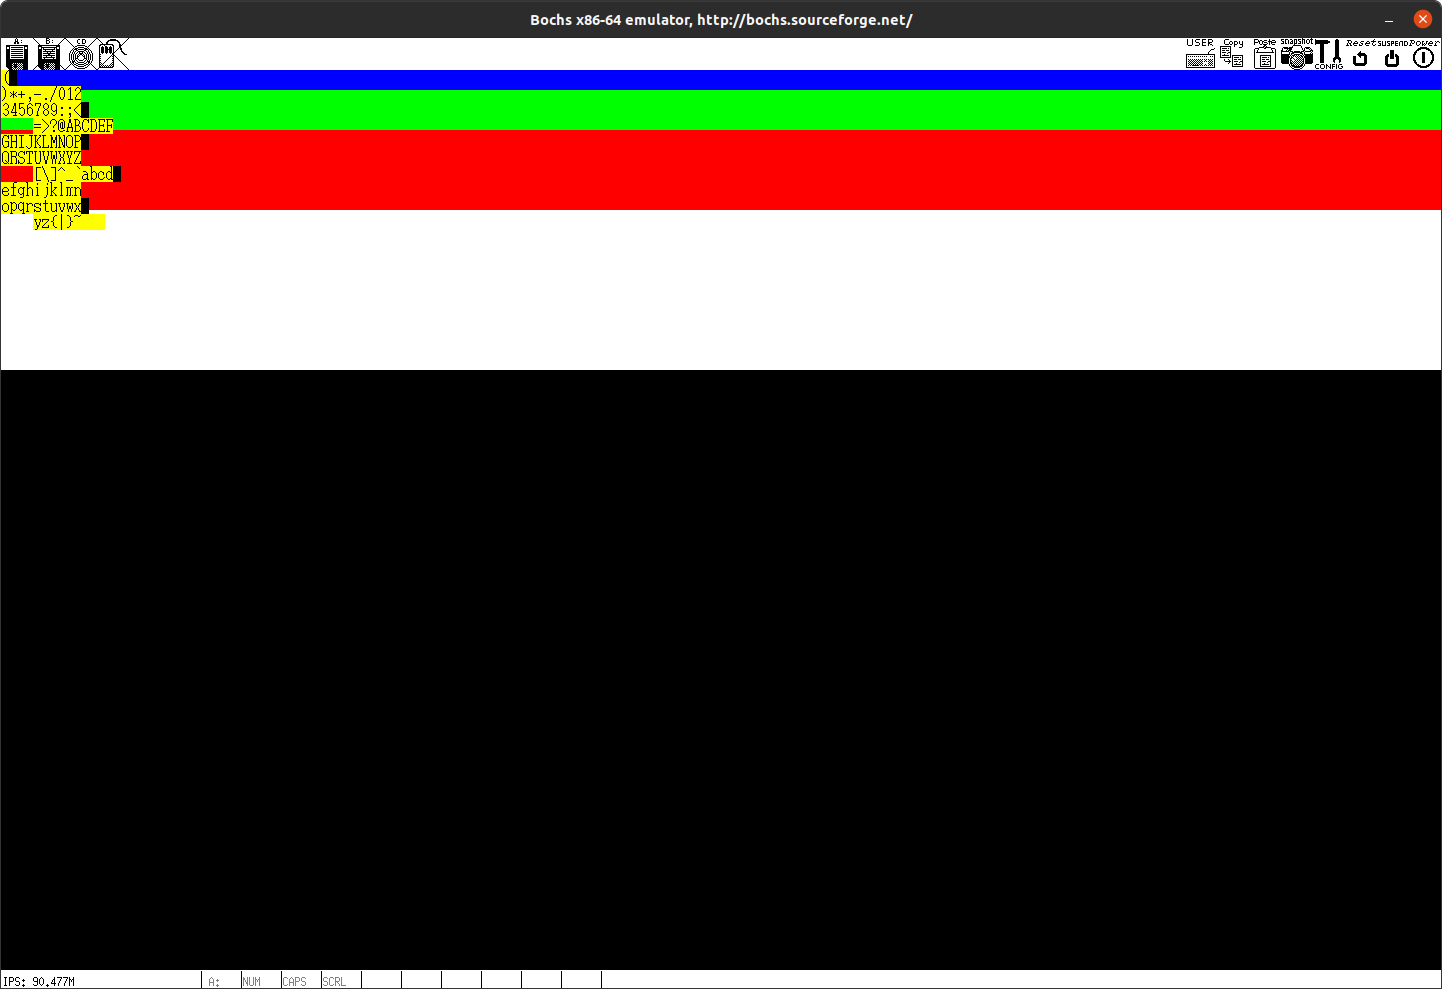 Bochs x86-64 emulator, http://bochs.sourceforge.net/
A: B: CD USER Copy Paste snapshot CONFIG Reset SUSPEND Power
(
)*+,-./012
3456789:;<
=>?@ABCDEF
GHIJKLMNOP
QRSTUVWXYZ
[\]^_`abcd
efghijklmn
opqrstuvwx
yz{|}~
IPS: 90.477M A: NUM CAPS SCRL